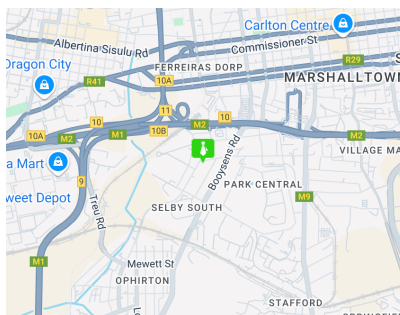 Carlton Centre
Albertina Sisulu Rd
Commissioner St
R29
Dragon City
FERREIRAS DORP
S
MARSHALLTOWN
R41
10A
11
10
10
M2
10A
M2
M1
10B
M2
VILLAGE MA
a Mart
Booysens Rd
9
PARK CENTRAL
weet Depot
Treu Rd
M9
SELBY SOUTH
M1
Mewett St
OPHIRTON
STAFFORD